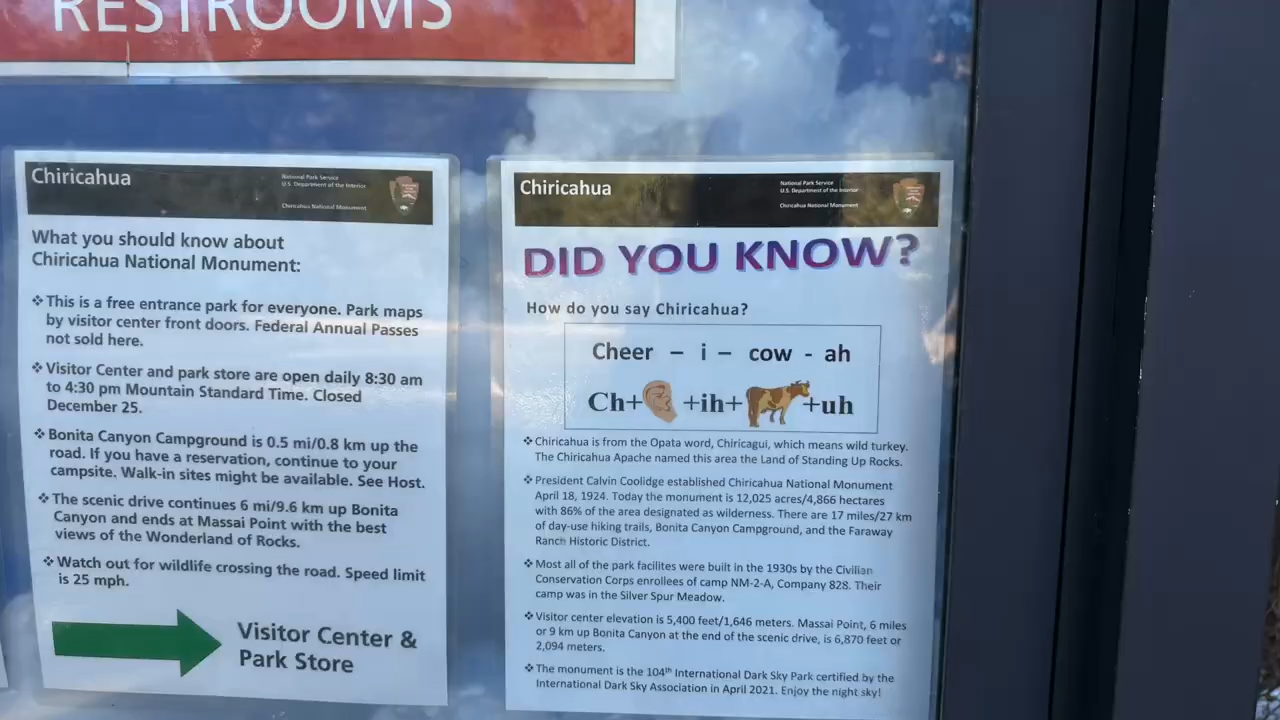 RESTROOMS
Chiricahua
National Park Service
U.S. Department of the Interior
Chiricahua National Monument
What you should know about
Chiricahua National Monument:
❖ This is a free entrance park for everyone. Park maps
by visitor center front doors. Federal Annual Passes
not sold here.
❖ Visitor Center and park store are open daily 8:30 am
to 4:30 pm Mountain Standard Time. Closed
December 25.
❖ Bonita Canyon Campground is 0.5 mi/0.8 km up the
road. If you have a reservation, continue to your
campsite. Walk-in sites might be available. See Host.
❖ The scenic drive continues 6 mi/9.6 km up Bonita
Canyon and ends at Massai Point with the best
views of the Wonderland of Rocks.
❖ Watch out for wildlife crossing the road. Speed limit
is 25 mph.
Visitor Center &
Park Store
Chiricahua
National Park Service
U.S. Department of the Interior
Chiricahua National Monument
DID YOU KNOW?
How do you say Chiricahua?
Cheer – i – cow - ah
Ch+ +ih+ +uh
❖ Chiricahua is from the Opata word, Chiricagui, which means wild turkey.
The Chiricahua Apache named this area the Land of Standing Up Rocks.
❖ President Calvin Coolidge established Chiricahua National Monument
April 18, 1924. Today the monument is 12,025 acres/4,866 hectares
with 86% of the area designated as wilderness. There are 17 miles/27 km
of day-use hiking trails, Bonita Canyon Campground, and the Faraway
Ranch Historic District.
❖ Most all of the park facilites were built in the 1930s by the Civilian
Conservation Corps enrollees of camp NM-2-A, Company 828. Their
camp was in the Silver Spur Meadow.
❖ Visitor center elevation is 5,400 feet/1,646 meters. Massai Point, 6 miles
or 9 km up Bonita Canyon at the end of the scenic drive, is 6,870 feet or
2,094 meters.
❖ The monument is the 104th International Dark Sky Park certified by the
International Dark Sky Association in April 2021. Enjoy the night sky!